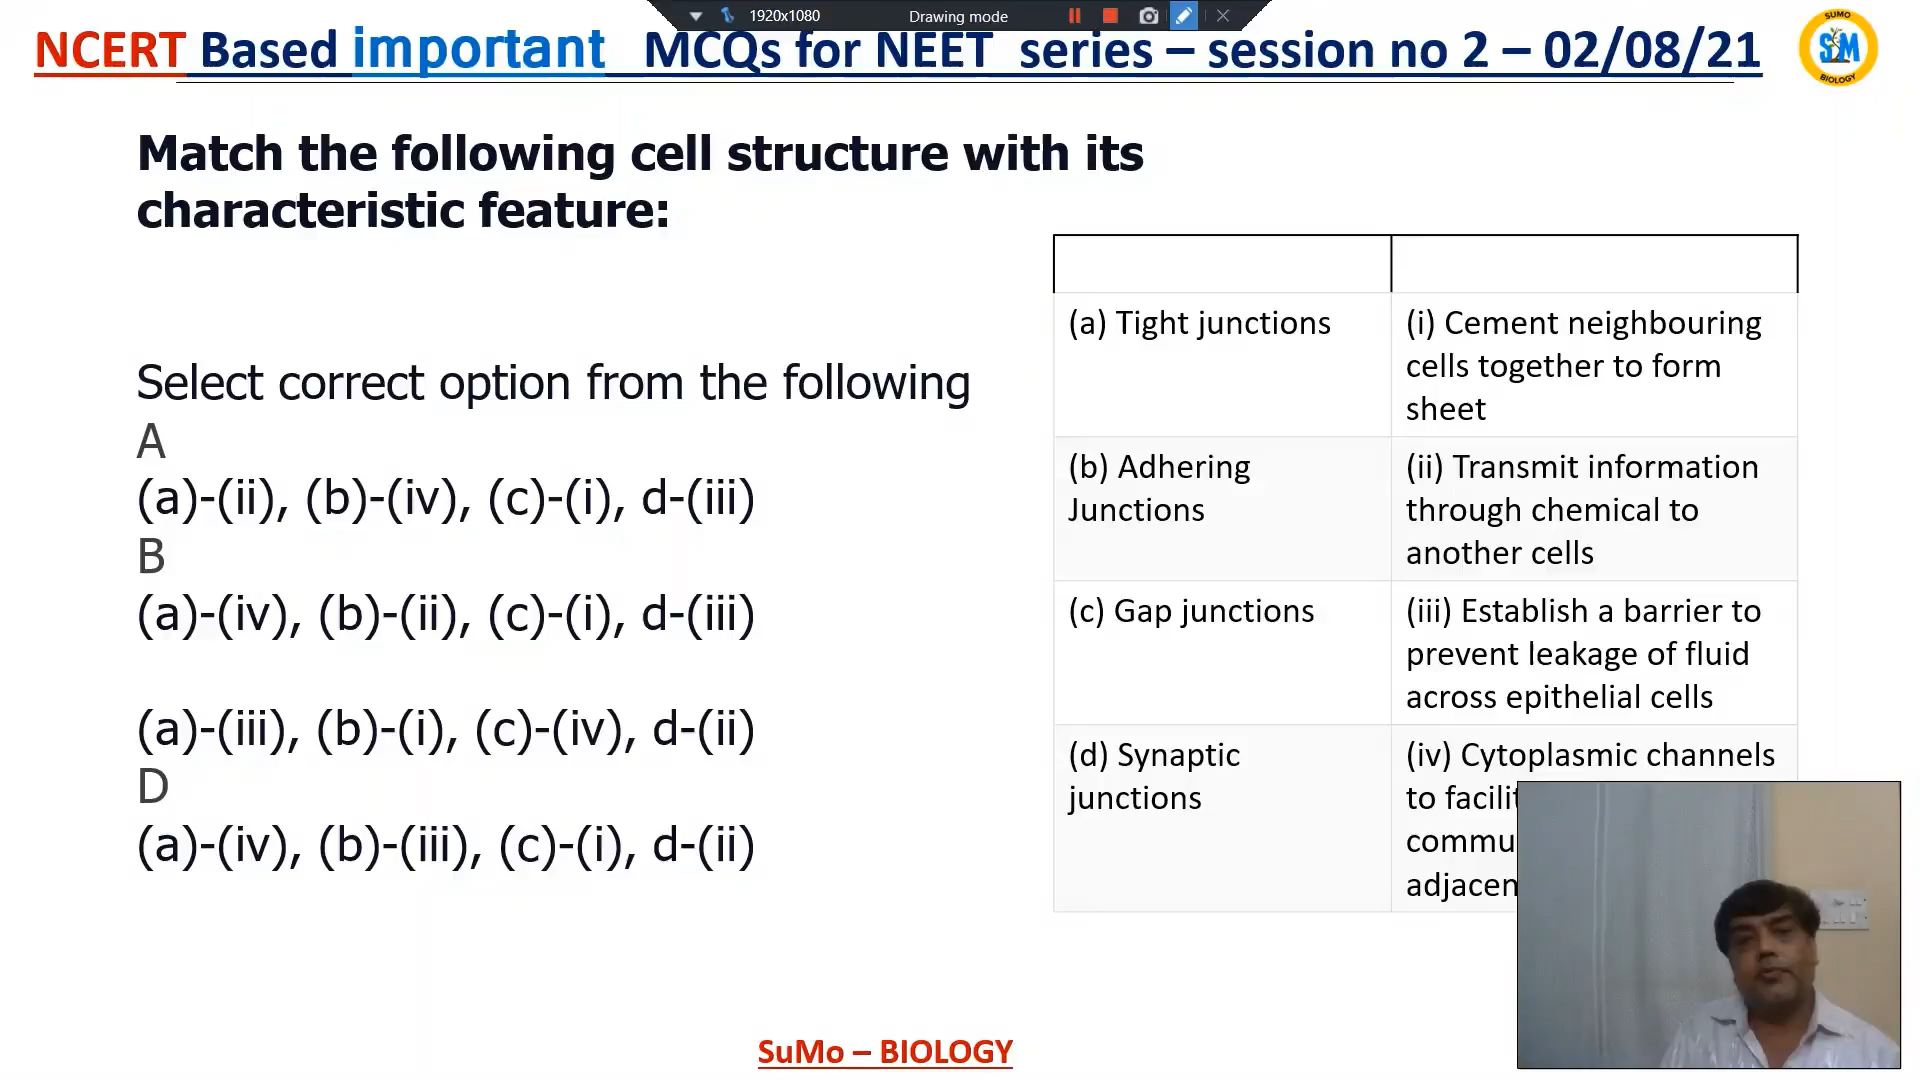 1920x1080
Drawing mode
NCERT Based important MCQs for NEET series – session no 2 – 02/08/21
SUMO
SM
BIOLOGY
Match the following cell structure with its
characteristic feature:
Select correct option from the following
A
(a)-(ii), (b)-(iv), (c)-(i), d-(iii)
B
(a)-(iv), (b)-(ii), (c)-(i), d-(iii)
(a)-(iii), (b)-(i), (c)-(iv), d-(ii)
D
(a)-(iv), (b)-(iii), (c)-(i), d-(ii)
(a) Tight junctions
(i) Cement neighbouring
cells together to form
sheet
(b) Adhering
Junctions
(ii) Transmit information
through chemical to
another cells
(c) Gap junctions
(iii) Establish a barrier to
prevent leakage of fluid
across epithelial cells
(d) Synaptic
junctions
(iv) Cytoplasmic channels
to
SuMo – BIOLOGY